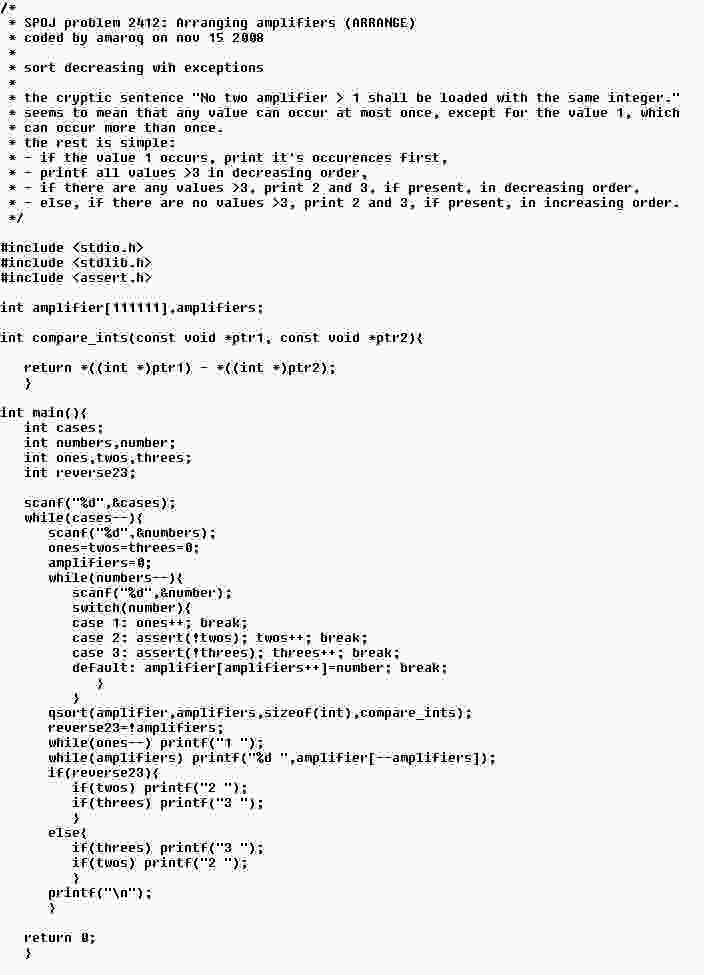 /*
 * SPOJ problem 2412: Arranging amplifiers (ARRANGE)
 * coded by amaroq on nov 15 2008
 *
 * sort decreasing wih exceptions
 *
 * the cryptic sentence "No two amplifier > 1 shall be loaded with the same integer."
 * seems to mean that any value can occur at most once, except for the value 1, which
 * can occur more than once.
 * the rest is simple:
 * - if the value 1 occurs, print it's occurences first,
 * - printf all values >3 in decreasing order,
 * - if there are any values >3, print 2 and 3, if present, in decreasing order,
 * - else, if there are no values >3, print 2 and 3, if present, in increasing order.
 */
#include <stdio.h>
#include <stdlib.h>
#include <assert.h>
int amplifier[111111],amplifiers;
int compare_ints(const void *ptr1, const void *ptr2){
   return *((int *)ptr1) - *((int *)ptr2);
   }
int main(){
   int cases;
   int numbers,number;
   int ones,twos,threes;
   int reverse23;
   scanf("%d",&cases);
   while(cases--){
      scanf("%d",&numbers);
      ones=twos=threes=0;
      amplifiers=0;
      while(numbers--){
         scanf("%d",&number);
         switch(number){
         case 1: ones++; break;
         case 2: assert(!twos); twos++; break;
         case 3: assert(!threes); threes++; break;
         default: amplifier[amplifiers++]=number; break;
            }
         }
      qsort(amplifier,amplifiers,sizeof(int),compare_ints);
      reverse23=!amplifiers;
      while(ones--) printf("1 ");
      while(amplifiers) printf("%d ",amplifier[--amplifiers]);
      if(reverse23){
         if(twos) printf("2 ");
         if(threes) printf("3 ");
         }
      else{
         if(threes) printf("3 ");
         if(twos) printf("2 ");
         }
      printf("\n");
      }
   return 0;
   }